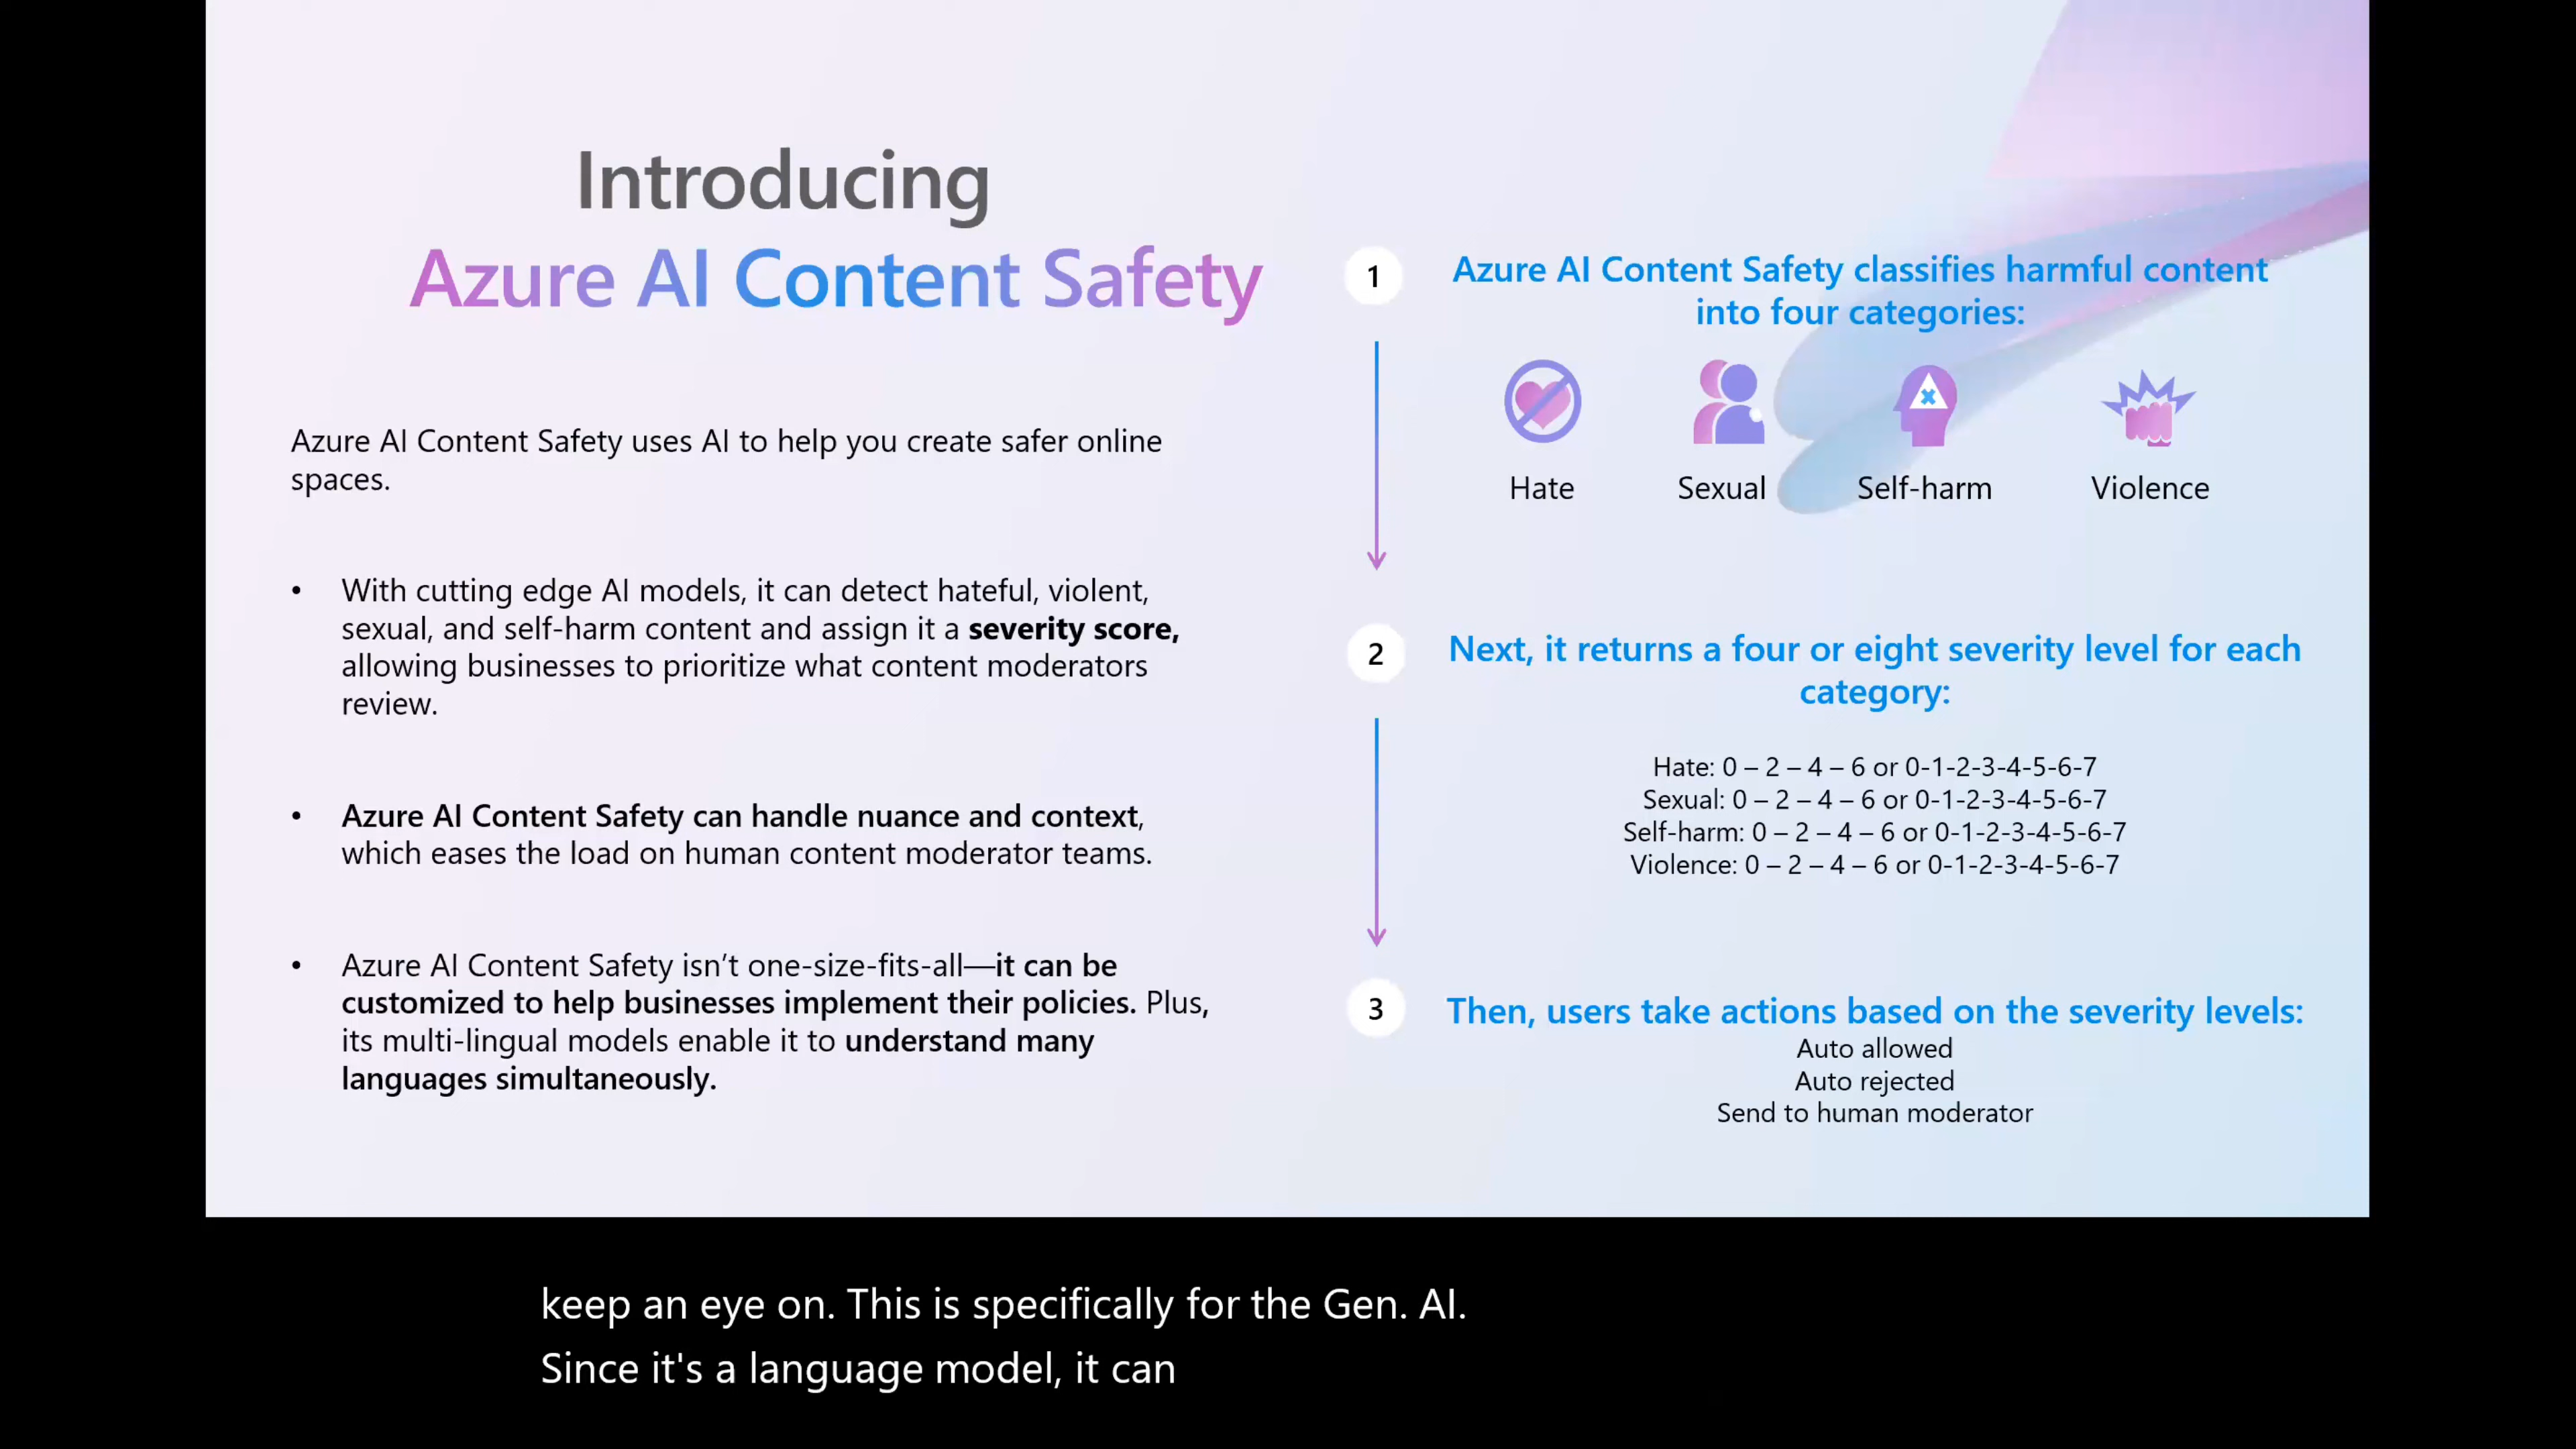 Introducing
Azure AI Content Safety
Azure AI Content Safety uses AI to help you create safer online
spaces.
• With cutting edge AI models, it can detect hateful, violent,
sexual, and self-harm content and assign it a severity score,
allowing businesses to prioritize what content moderators
review.
• Azure AI Content Safety can handle nuance and context,
which eases the load on human content moderator teams.
• Azure AI Content Safety isn't one-size-fits-all—it can be
customized to help businesses implement their policies. Plus,
its multi-lingual models enable it to understand many
languages simultaneously.
1
Azure AI Content Safety classifies harmful content
into four categories:
Hate Sexual Self-harm Violence
2
Next, it returns a four or eight severity level for each
category:
Hate: 0 – 2 – 4 – 6 or 0-1-2-3-4-5-6-7
Sexual: 0 – 2 – 4 – 6 or 0-1-2-3-4-5-6-7
Self-harm: 0 – 2 – 4 – 6 or 0-1-2-3-4-5-6-7
Violence: 0 – 2 – 4 – 6 or 0-1-2-3-4-5-6-7
3
Then, users take actions based on the severity levels:
Auto allowed
Auto rejected
Send to human moderator
keep an eye on. This is specifically for the Gen. AI.
Since it's a language model, it can